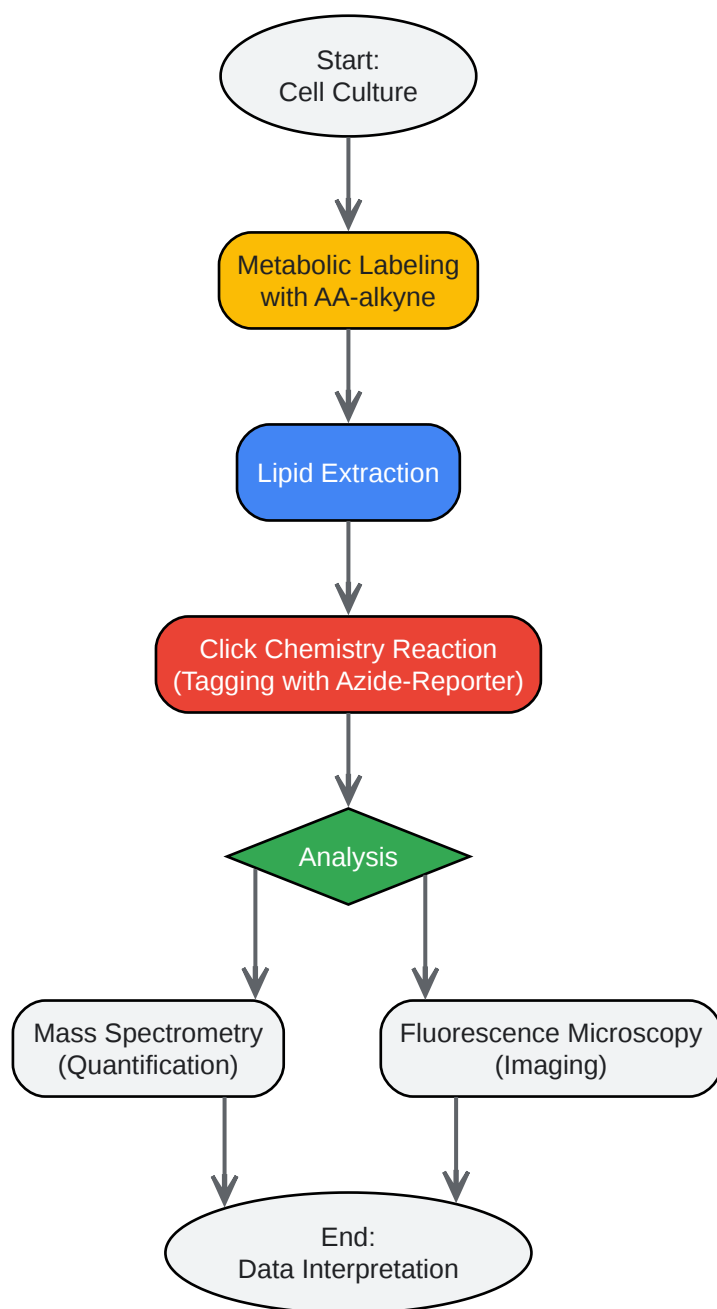 Start:
Cell Culture
Metabolic Labeling
with AA-alkyne
Lipid Extraction
Click Chemistry Reaction
(Tagging with Azide-Reporter)
Analysis
Mass Spectrometry
(Quantification)
Fluorescence Microscopy
(Imaging)
End:
Data Interpretation